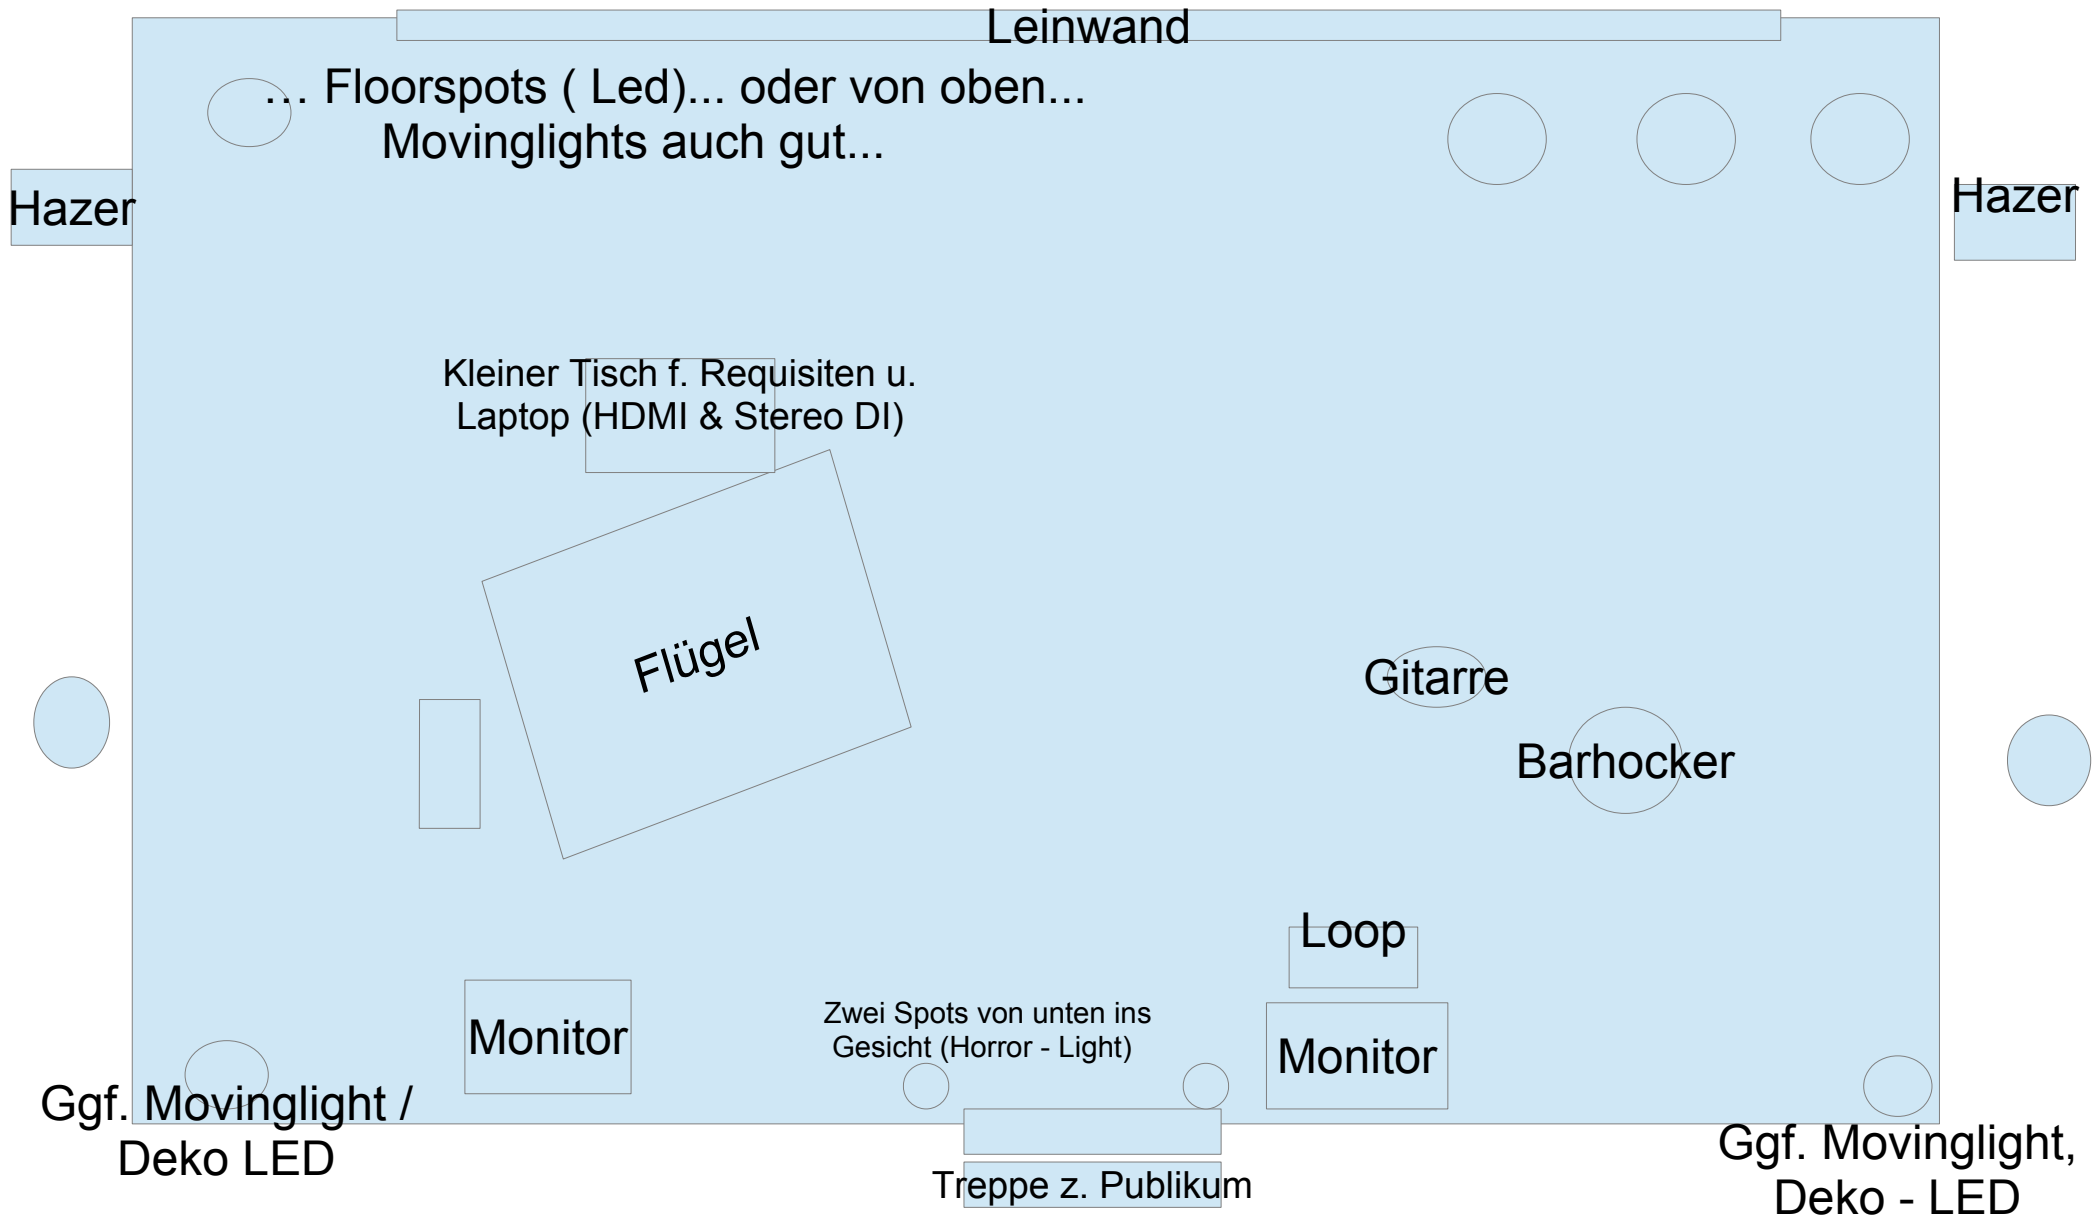 Leinwand
… Floorspots ( Led)... oder von oben...
Movinglights auch gut...
Hazer
Hazer
Kleiner Tisch f. Requisiten u.
Laptop (HDMI & Stereo DI)
Flügel
Gitarre
Barhocker
Loop
Zwei Spots von unten ins
Gesicht (Horror - Light)
Monitor
Monitor
Ggf. Movinglight /
Deko LED
Treppe z. Publikum
Ggf. Movinglight,
Deko - LED